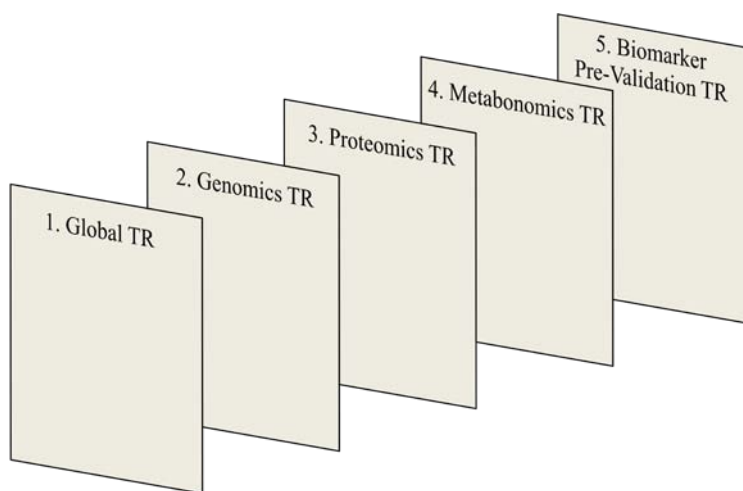 1. Global TR
2. Genomics TR
3. Proteomics TR
4. Metabonomics TR
5. Biomarker
Pre-Validation TR